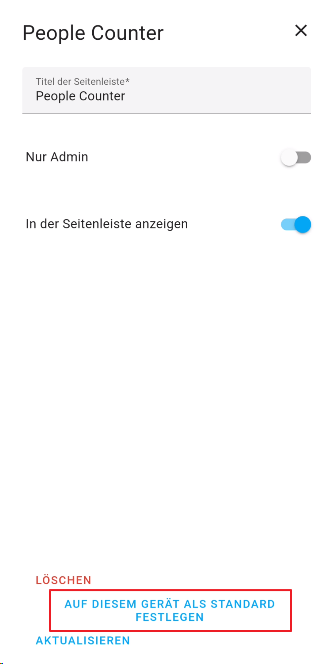 People Counter
Titel der Seitenleiste*
People Counter
Nur Admin
In der Seitenleiste anzeigen
LÖSCHEN
AUF DIESEM GERÄT ALS STANDARD
FESTLEGEN
AKTUALISIEREN